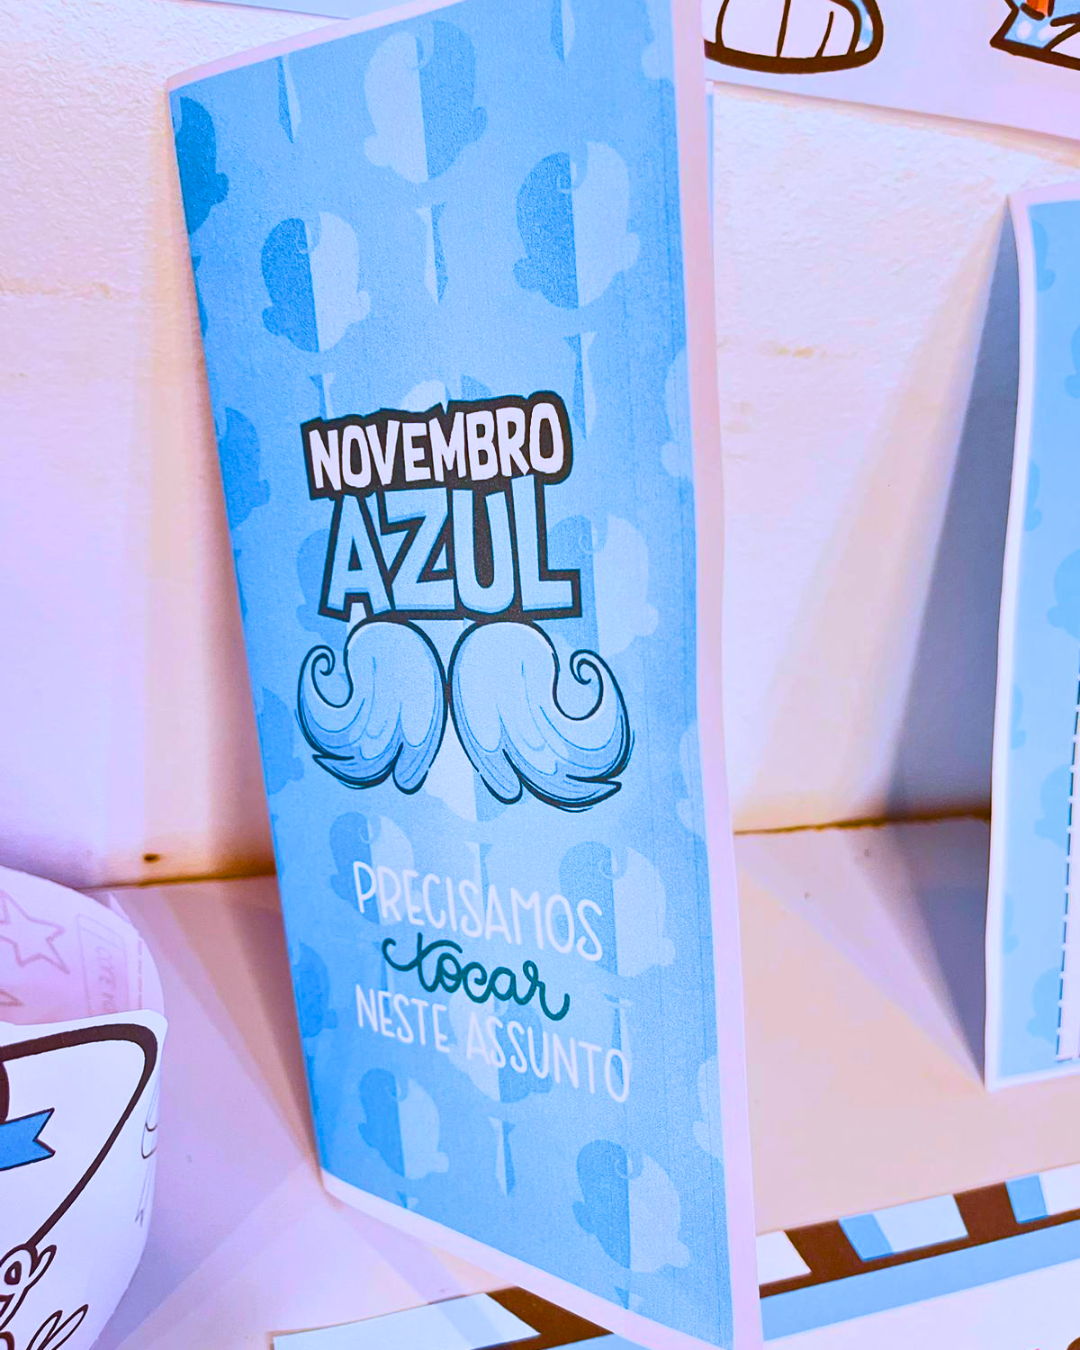 NOVEMBRO
AZUL
PRECISAMOS
tocar
NESTE ASSUNTO